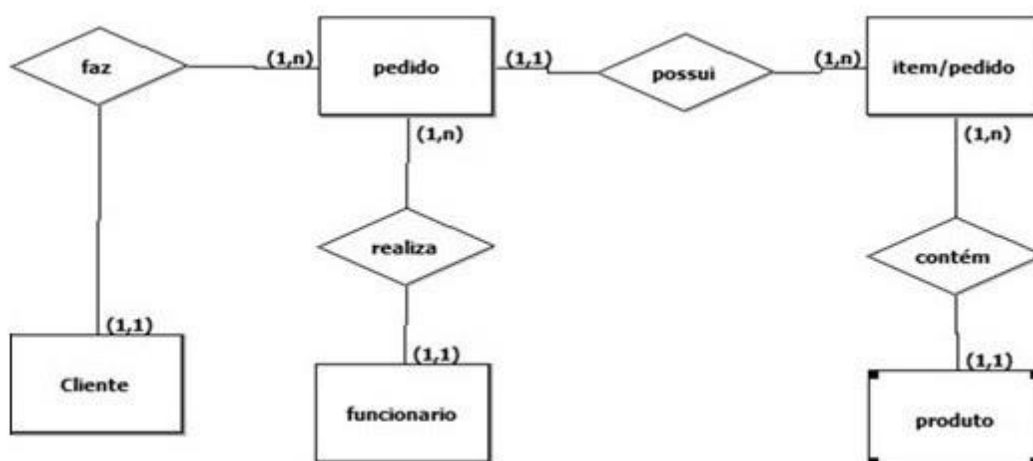 faz
(1,n)
pedido
(1,1)
possui
(1,n)
item/pedido
(1,n)
(1,n)
realiza
contém
(1,1)
Cliente
(1,1)
funcionario
(1,1)
produto